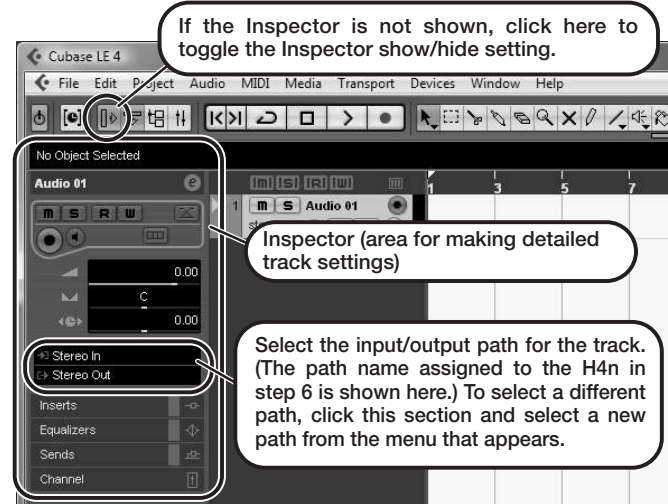 If the Inspector is not shown, click here to
toggle the Inspector show/hide setting.
Cubase LE 4
File Edit Project Audio MIDI Media Transport Devices Window Help
No Object Selected
Audio 01 e
m S R W
0.00
C
0.00
Stereo In
Stereo Out
Inserts
Equalizers
Sends
Channel
m S R W
1 m S Audio 01
1 3 5 7
Inspector (area for making detailed
track settings)
Select the input/output path for the track.
(The path name assigned to the H4n in
step 6 is shown here.) To select a different
path, click this section and select a new
path from the menu that appears.